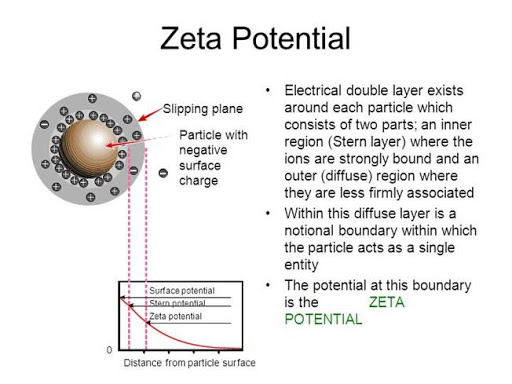 Zeta Potential
Slipping plane
Particle with
negative
surface
charge
Surface potential
Stern potential
Zeta potential
0
Distance from particle surface
• Electrical double layer exists
around each particle which
consists of two parts; an inner
region (Stern layer) where the
ions are strongly bound and an
outer (diffuse) region where
they are less firmly associated
• Within this diffuse layer is a
notional boundary within which
the particle acts as a single
entity
• The potential at this boundary
is the ZETA
POTENTIAL